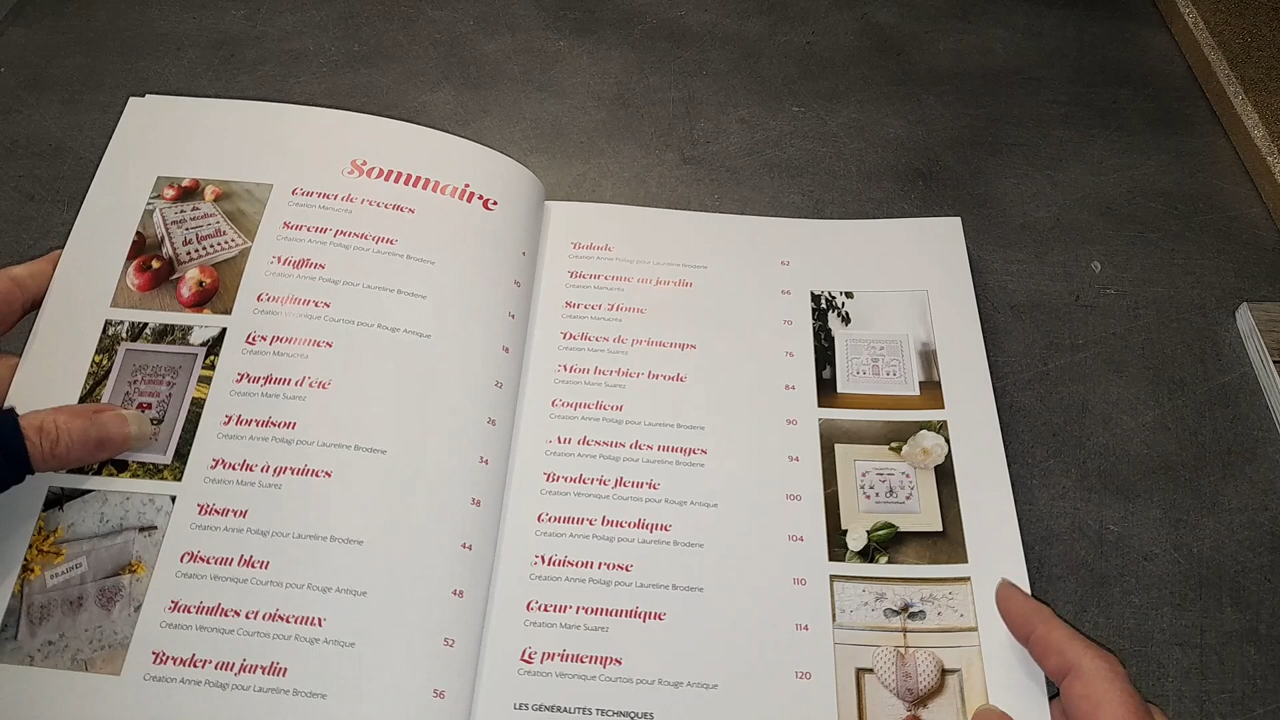 Sommaire
Carnet de recettes
Création Manucréa
4
Saveur pastèque
Création Annie Poilagi pour Laureline Broderie
10
Muffins
Création Annie Poilagi pour Laureline Broderie
14
Confitures
Création Véronique Courtois pour Rouge Antique
18
Les pommes
Création Manucréa
22
Parfum d'été
Création Marie Suarez
26
Floraison
Création Annie Poilagi pour Laureline Broderie
34
Poche à graines
Création Marie Suarez
38
Bistrot
Création Annie Poilagi pour Laureline Broderie
44
Oiseau bleu
Création Véronique Courtois pour Rouge Antique
48
Jacinthes et oiseaux
Création Véronique Courtois pour Rouge Antique
52
Broder au jardin
Création Annie Poilagi pour Laureline Broderie
56
mes recettes
de famille
GRAINES
Balade
Création Annie Poilagi pour Laureline Broderie
62
Bienvenue au jardin
Création Manucréa
66
Sweet Home
Création Manucréa
70
Délices de printemps
Création Marie Suarez
76
Mon herbier brodé
Création Marie Suarez
84
Coquelicot
Création Annie Poilagi pour Laureline Broderie
90
Au-dessus des nuages
Création Annie Poilagi pour Laureline Broderie
94
Broderie fleurie
Création Véronique Courtois pour Rouge Antique
100
Couture bucolique
Création Annie Poilagi pour Laureline Broderie
104
Maison rose
Création Annie Poilagi pour Laureline Broderie
110
Cœur romantique
Création Marie Suarez
114
Le printemps
Création Véronique Courtois pour Rouge Antique
120
LES GÉNÉRALITÉS TECHNIQUES